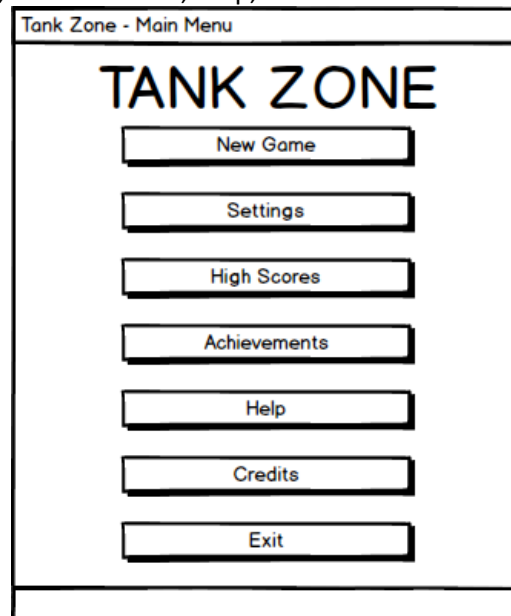 Tank Zone - Main Menu
TANK ZONE
New Game
Settings
High Scores
Achievements
Help
Credits
Exit